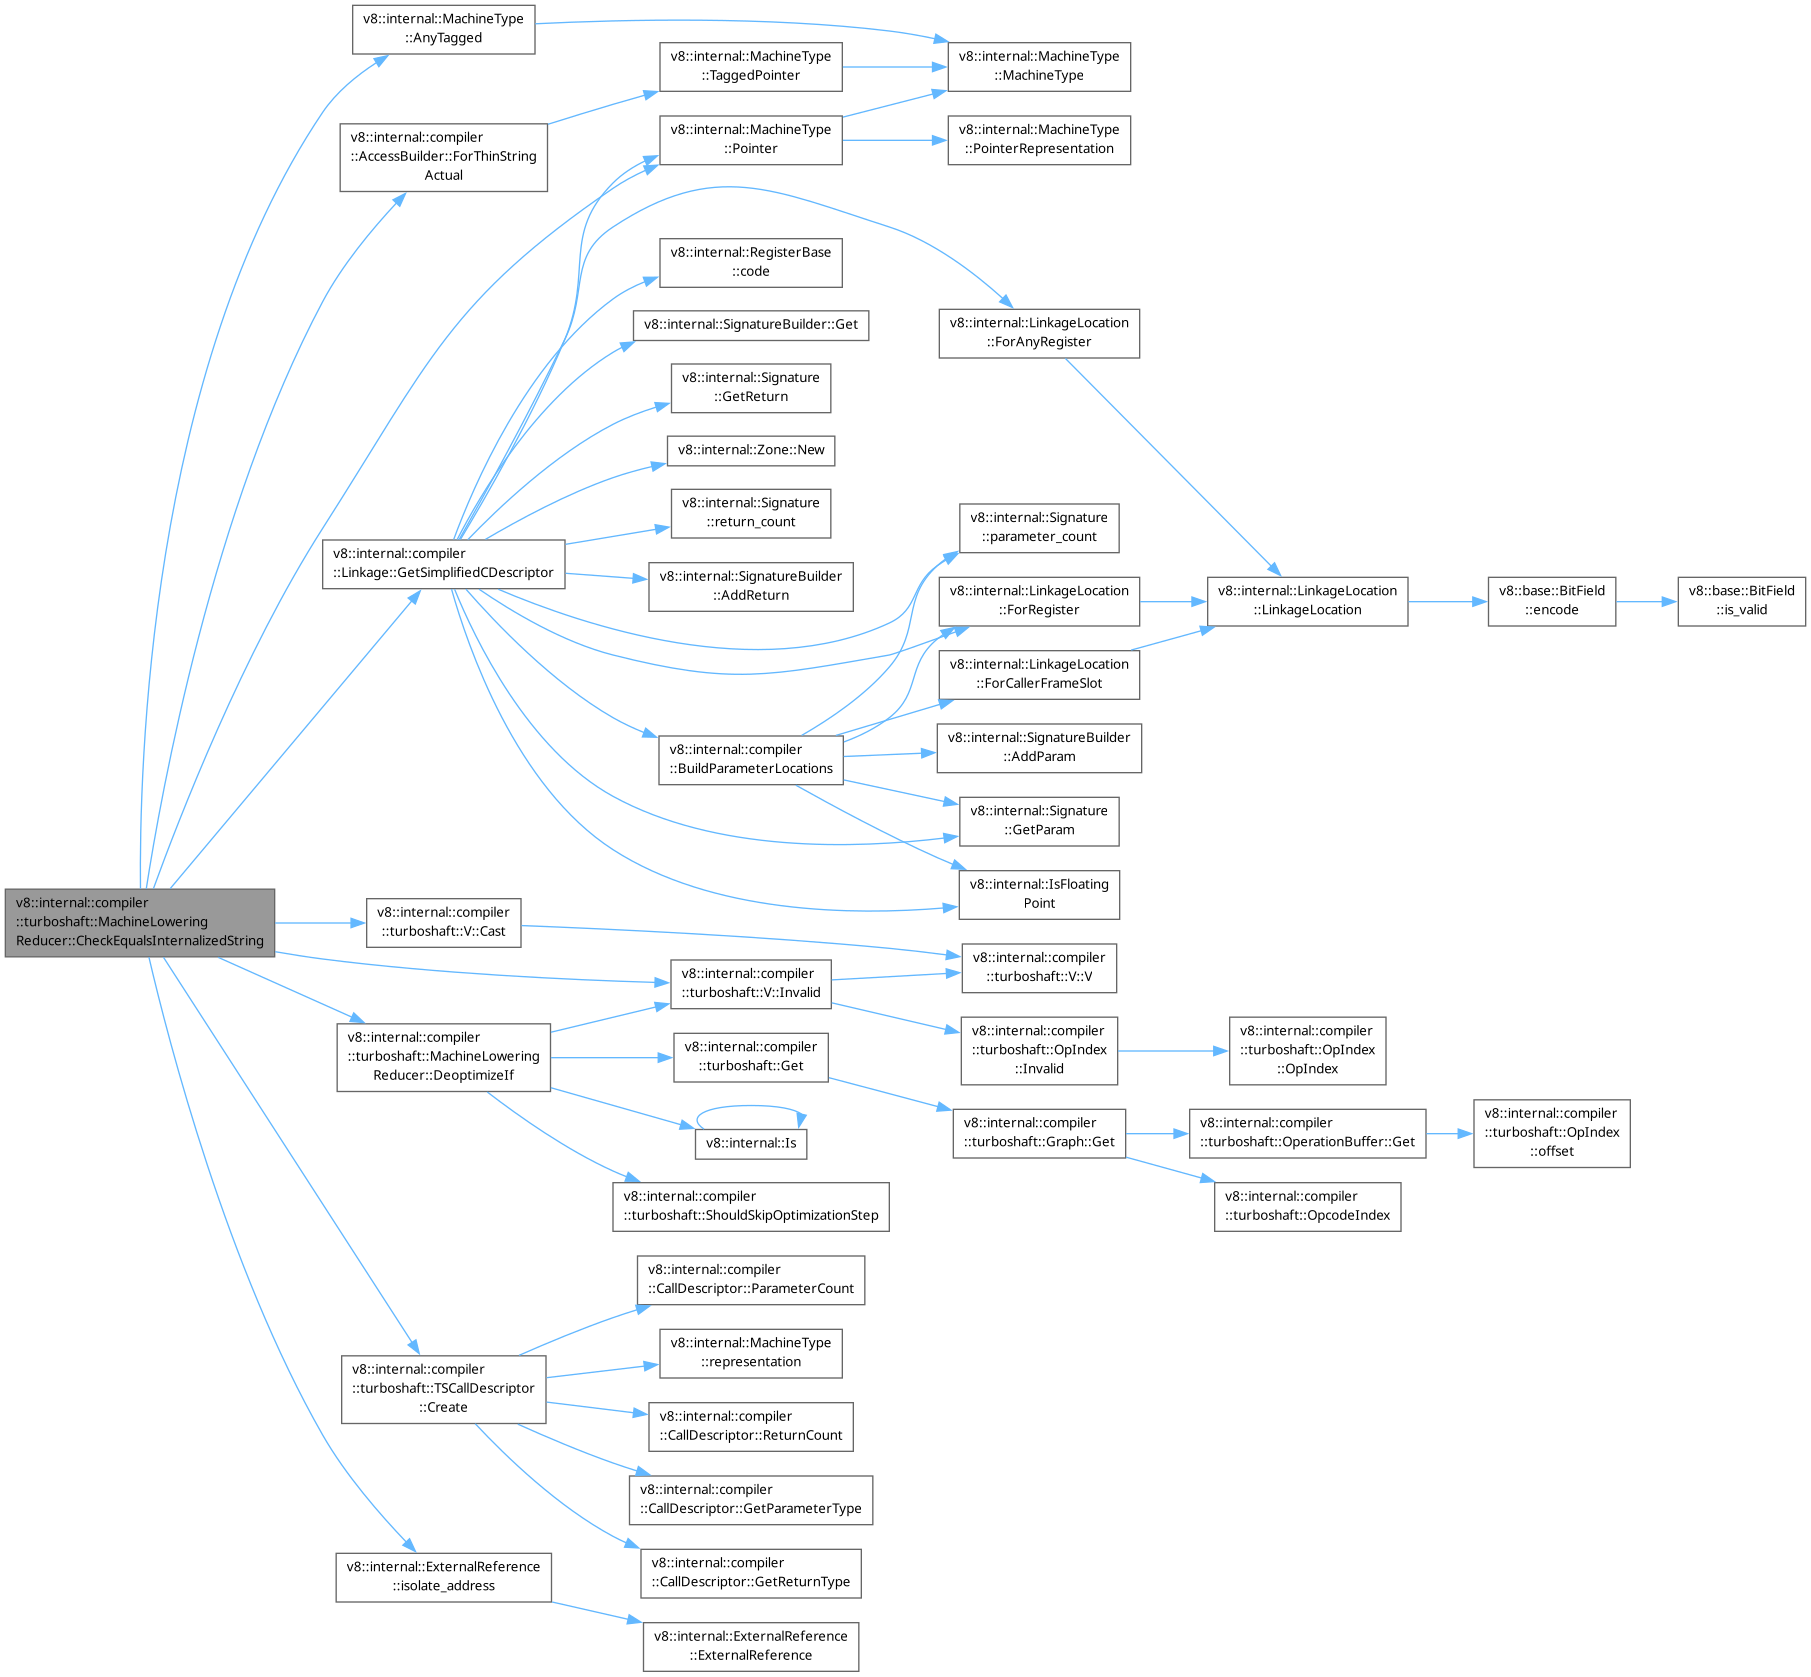 v8::internal::MachineType
::AnyTagged
v8::internal::MachineType
::TaggedPointer
v8::internal::MachineType
::MachineType
v8::internal::compiler
::AccessBuilder::ForThinString
Actual
v8::internal::MachineType
::Pointer
v8::internal::MachineType
::PointerRepresentation
v8::internal::RegisterBase
::code
v8::internal::SignatureBuilder::Get
v8::internal::LinkageLocation
::ForAnyRegister
v8::internal::Signature
::GetReturn
v8::internal::Zone::New
v8::internal::Signature
::return_count
v8::internal::Signature
::parameter_count
v8::internal::compiler
::Linkage::GetSimplifiedCDescriptor
v8::internal::SignatureBuilder
::AddReturn
v8::internal::LinkageLocation
::ForRegister
v8::internal::LinkageLocation
::LinkageLocation
v8::base::BitField
::encode
v8::base::BitField
::is_valid
v8::internal::LinkageLocation
::ForCallerFrameSlot
v8::internal::compiler
::BuildParameterLocations
v8::internal::SignatureBuilder
::AddParam
v8::internal::Signature
::GetParam
v8::internal::IsFloating
Point
v8::internal::compiler
::turboshaft::MachineLowering
Reducer::CheckEqualsInternalizedString
v8::internal::compiler
::turboshaft::V::Cast
v8::internal::compiler
::turboshaft::V::V
v8::internal::compiler
::turboshaft::V::Invalid
v8::internal::compiler
::turboshaft::MachineLowering
Reducer::DeoptimizeIf
v8::internal::compiler
::turboshaft::Get
v8::internal::compiler
::turboshaft::OpIndex
::Invalid
v8::internal::compiler
::turboshaft::OpIndex
::OpIndex
v8::internal::Is
v8::internal::compiler
::turboshaft::Graph::Get
v8::internal::compiler
::turboshaft::OperationBuffer::Get
v8::internal::compiler
::turboshaft::OpIndex
::offset
v8::internal::compiler
::turboshaft::ShouldSkipOptimizationStep
v8::internal::compiler
::turboshaft::OpcodeIndex
v8::internal::compiler
::CallDescriptor::ParameterCount
v8::internal::MachineType
::representation
v8::internal::compiler
::turboshaft::TSCallDescriptor
::Create
v8::internal::compiler
::CallDescriptor::ReturnCount
v8::internal::compiler
::CallDescriptor::GetParameterType
v8::internal::compiler
::CallDescriptor::GetReturnType
v8::internal::ExternalReference
::isolate_address
v8::internal::ExternalReference
::ExternalReference